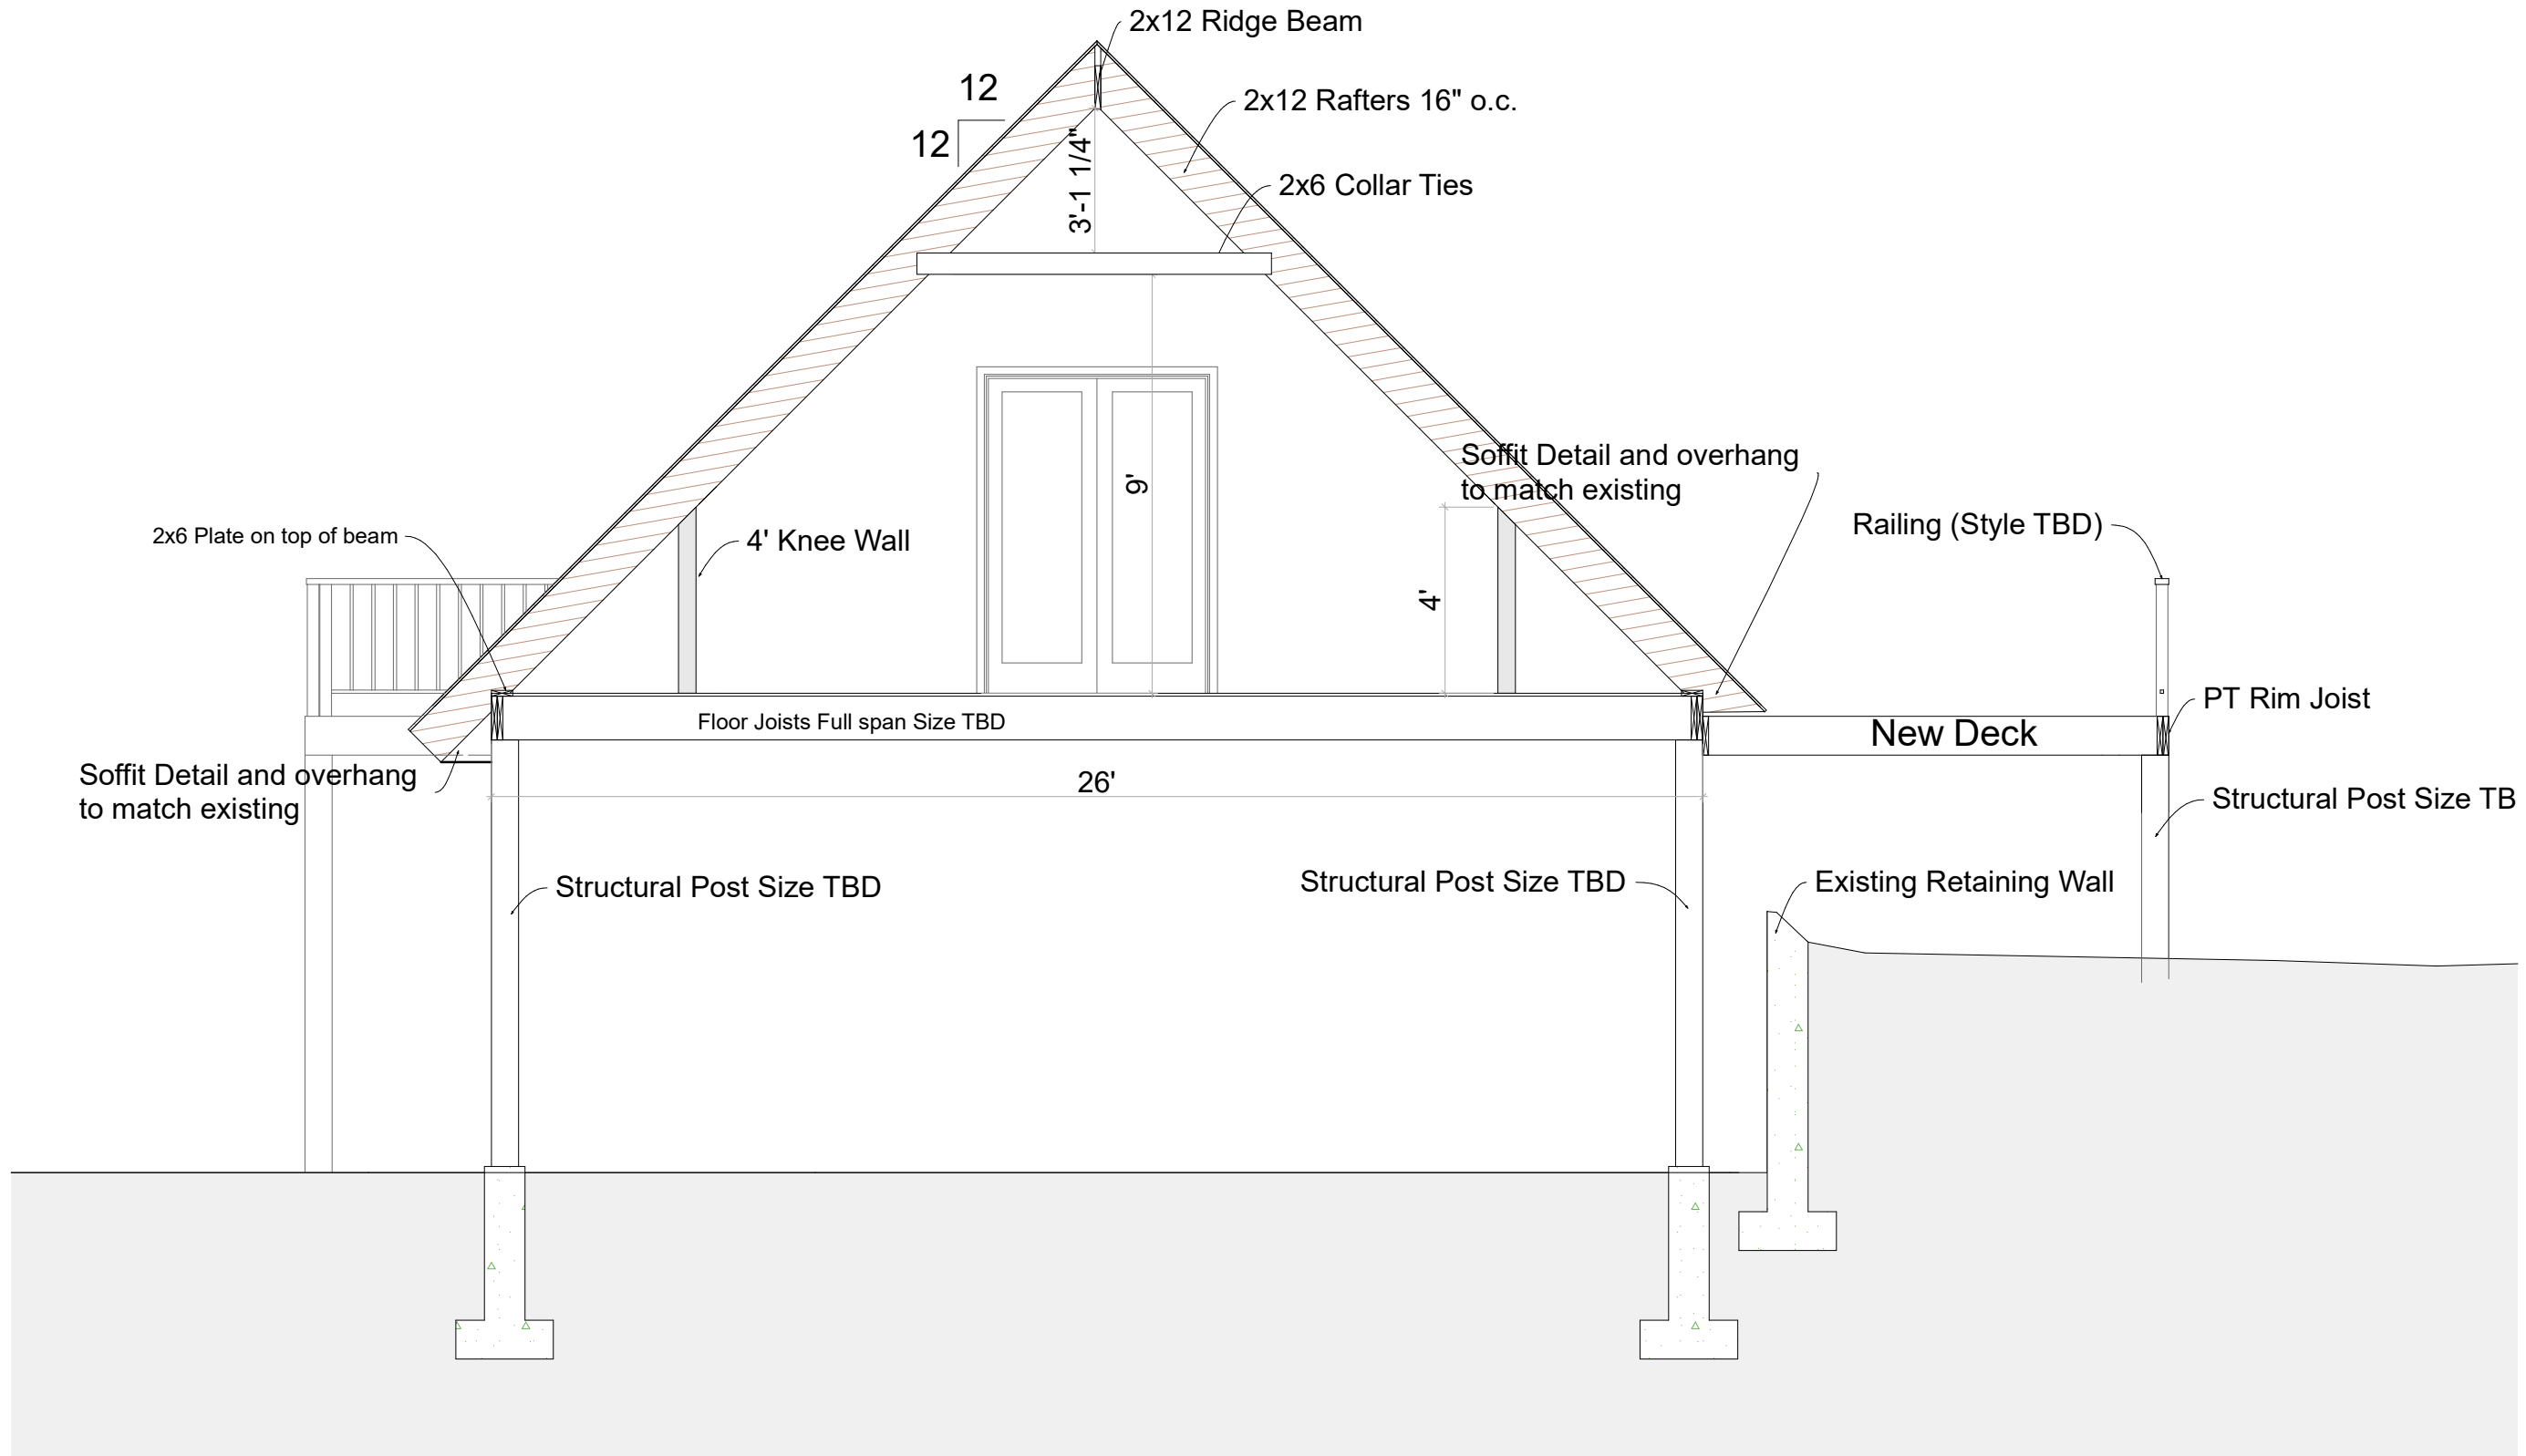 2x12 Ridge Beam
12
12
2x12 Rafters 16" o.c.
3'-1 1/4"
2x6 Collar Ties
Soffit Detail and overhang
to match existing
9'
Railing (Style TBD)
2x6 Plate on top of beam
4' Knee Wall
4'
PT Rim Joist
Floor Joists Full span Size TBD
New Deck
Soffit Detail and overhang
to match existing
26'
Structural Post Size TB
Structural Post Size TBD
Structural Post Size TBD
Existing Retaining Wall